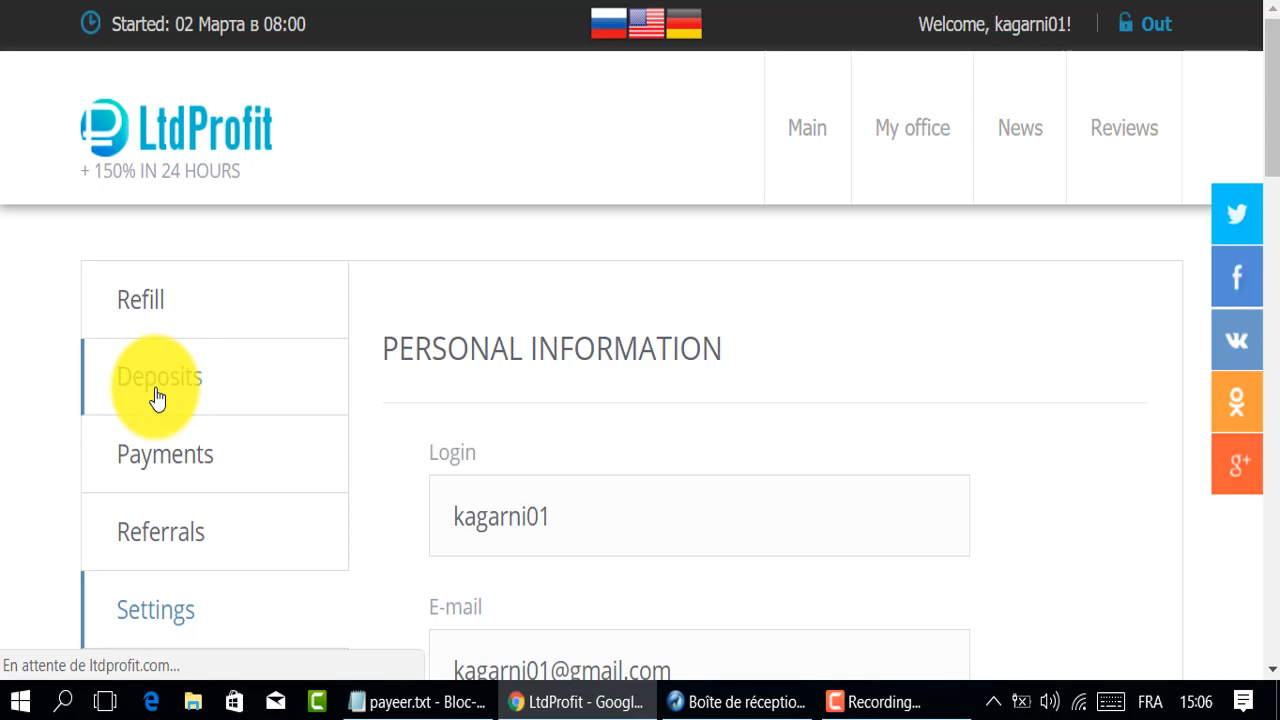 Started: 02 Марта в 08:00
Welcome, kagarni01!
Out
LtdProfit
+ 150% IN 24 HOURS
Main
My office
News
Reviews
Refill
Deposits
Payments
Referrals
Settings
PERSONAL INFORMATION
Login
kagarni01
E-mail
kagarni01@gmail.com
En attente de ltdprofit.com...
payeer.txt - Bloc-...
LtdProfit - Googl...
Boîte de réceptio...
Recording...
FRA
15:06